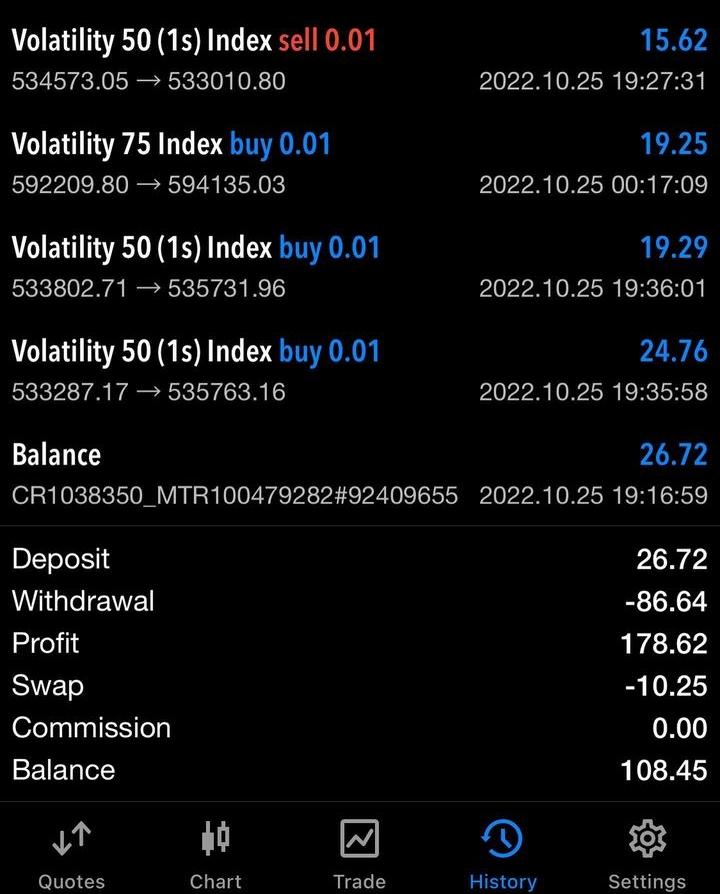 Volatility 50 (1s) Index sell 0.01 15.62
534573.05 → 533010.80 2022.10.25 19:27:31
Volatility 75 Index buy 0.01 19.25
592209.80 → 594135.03 2022.10.25 00:17:09
Volatility 50 (1s) Index buy 0.01 19.29
533802.71 → 535731.96 2022.10.25 19:36:01
Volatility 50 (1s) Index buy 0.01 24.76
533287.17 → 535763.16 2022.10.25 19:35:58
Balance 26.72
CR1038350_MTR100479282#92409655 2022.10.25 19:16:59
Deposit 26.72
Withdrawal -86.64
Profit 178.62
Swap -10.25
Commission 0.00
Balance 108.45
Quotes Chart Trade History Settings